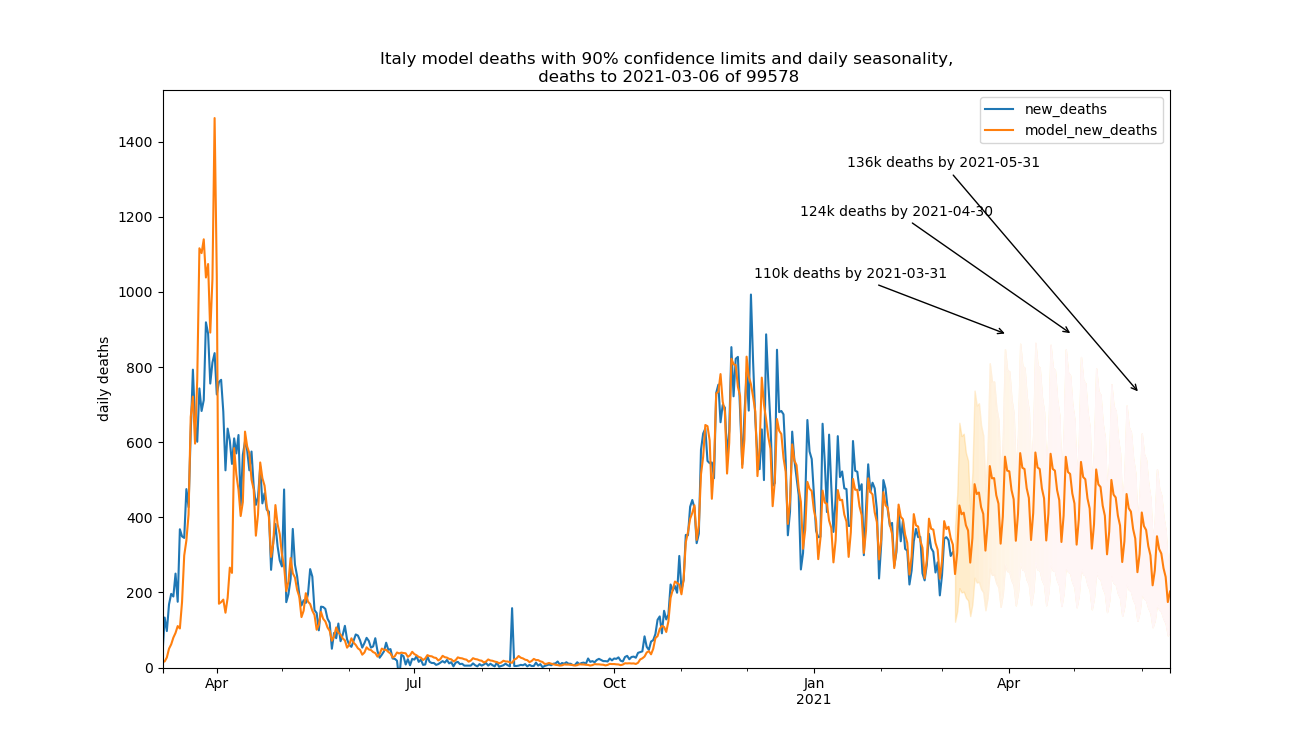 Italy model deaths with 90% confidence limits and daily seasonality,
deaths to 2021-03-06 of 99578
new_deaths
model_new_deaths
136k deaths by 2021-05-31
124k deaths by 2021-04-30
110k deaths by 2021-03-31
daily deaths
1400
1200
1000
800
600
400
200
0
Apr
Jul
Oct
Jan
2021
Apr